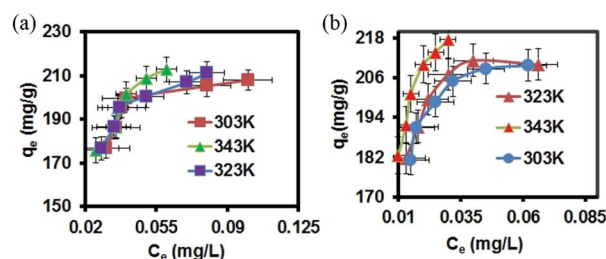 (a)
230
210
190
170
150
0.02
0.055
0.09
0.125
qe (mg/g)
Ce (mg/L)
303K
343K
323K
(b)
218
206
194
182
170
0.01
0.035
0.06
0.085
qe(mg/g)
Ce (mg/L)
323K
343K
303K